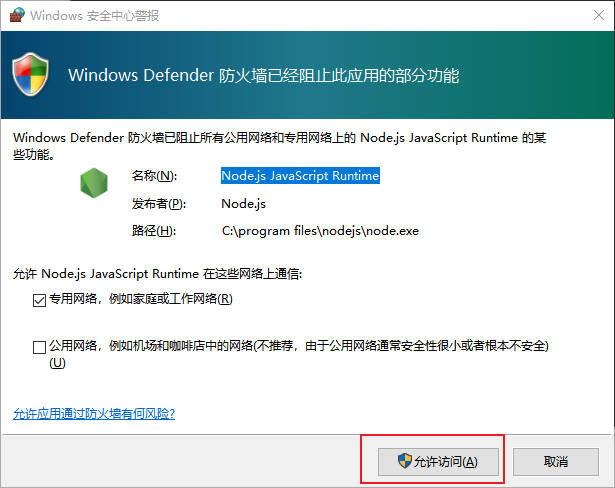 Windows 安全中心警报
Windows Defender 防火墙已经阻止此应用的部分功能
Windows Defender 防火墙已阻止所有公用网络和专用网络上的 Node.js JavaScript Runtime 的某
些功能。
名称(N): Node.js JavaScript Runtime
发布者(P): Node.js
路径(H): C:\program files\nodejs\node.exe
允许 Node.js JavaScript Runtime 在这些网络上通信:
专用网络，例如家庭或工作网络(R)
公用网络，例如机场和咖啡店中的网络(不推荐，由于公用网络通常安全性很小或者根本不安全)
(U)
允许应用通过防火墙有何风险?
允许访问(A) 取消